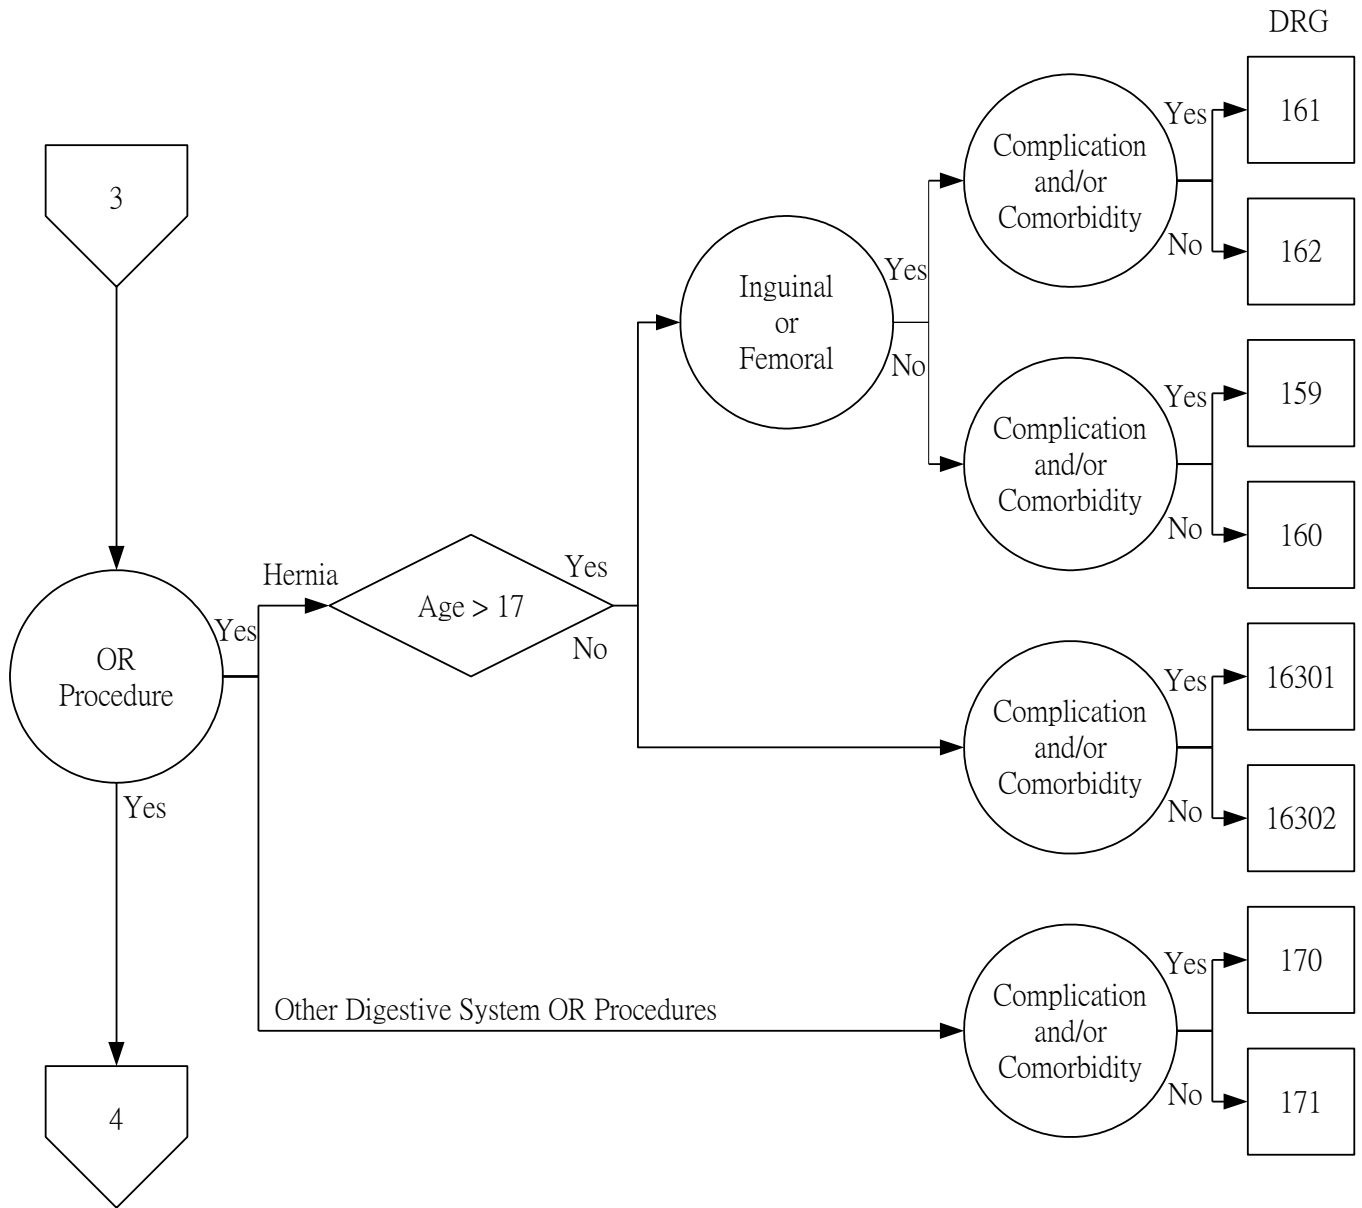 DRG
3
OR
Procedure
Yes
Yes
4
Hernia
Age > 17
Yes
No
Inguinal
or
Femoral
Yes
No
Complication
and/or
Comorbidity
Yes
No
161
162
Complication
and/or
Comorbidity
Yes
No
159
160
Complication
and/or
Comorbidity
Yes
No
16301
16302
Other Digestive System OR Procedures
Complication
and/or
Comorbidity
Yes
No
170
171